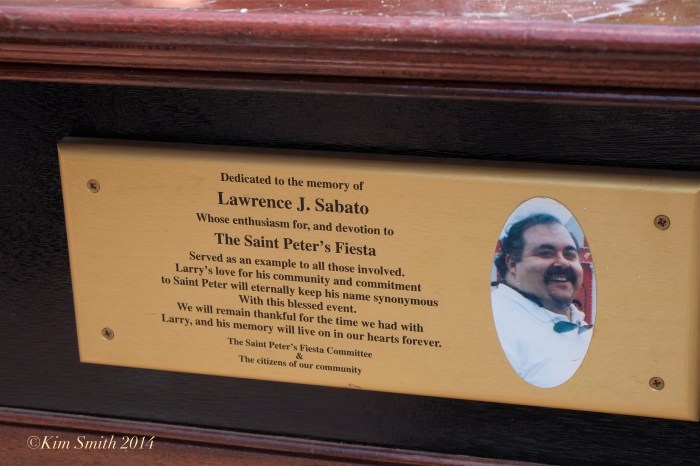 Dedicated to the memory of
Lawrence J. Sabato
Whose enthusiasm for, and devotion to
The Saint Peter's Fiesta
Served as an example to all those involved.
Larry's love for his community and commitment
to Saint Peter will eternally keep his name synonymous
With this blessed event.
We will remain thankful for the time we had with
Larry, and his memory will live on in our hearts forever.
The Saint Peter's Fiesta Committee
&
The citizens of our community
©Kim Smith 2014